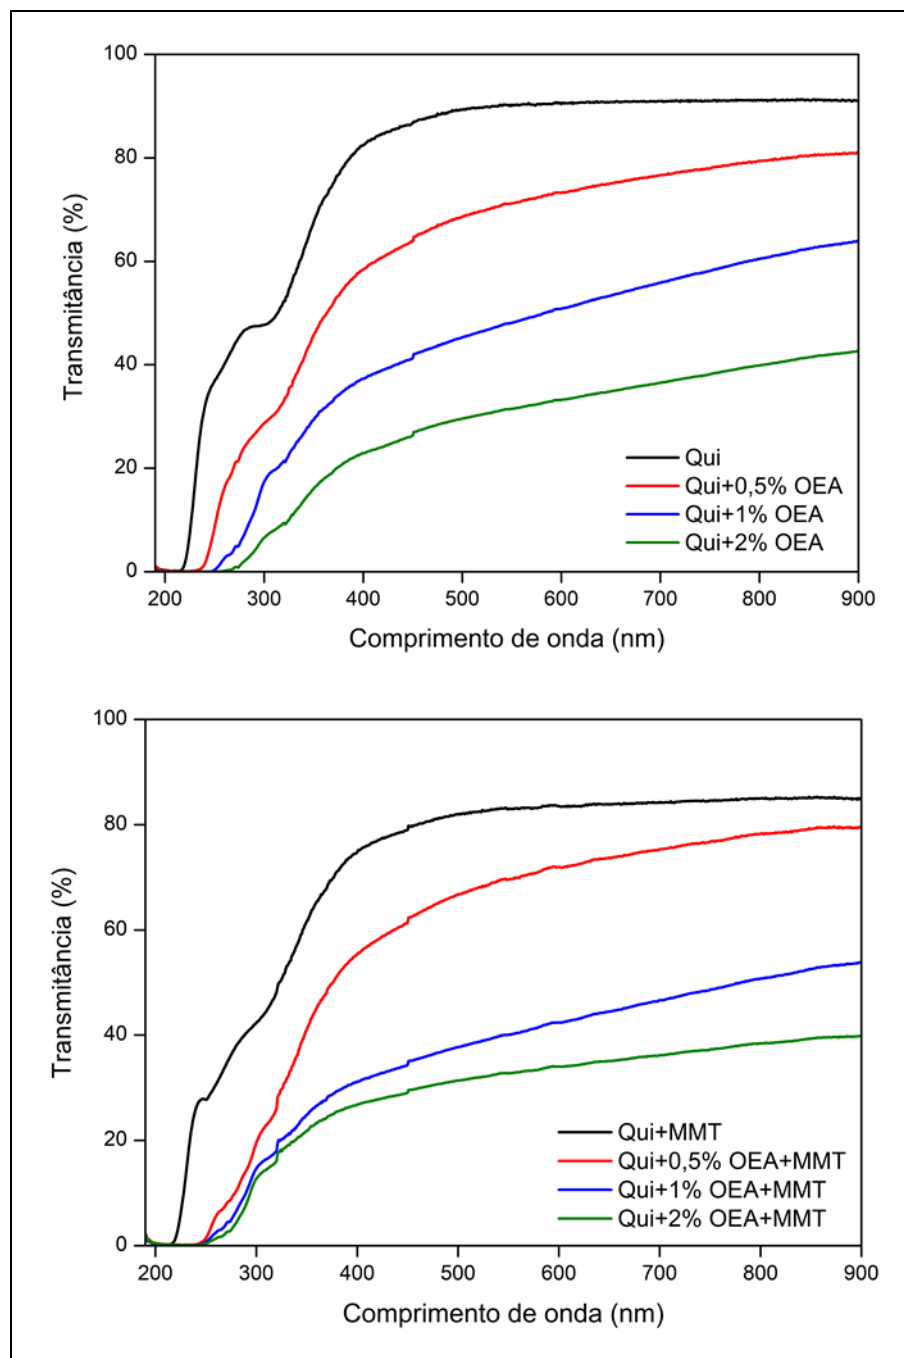 100
80
60
40
20
0
Transmitância (%)
Qui
Qui+0,5% OEA
Qui+1% OEA
Qui+2% OEA
200 300 400 500 600 700 800 900
Comprimento de onda (nm)
100
80
60
40
20
0
Transmitância (%)
Qui+MMT
Qui+0,5% OEA+MMT
Qui+1% OEA+MMT
Qui+2% OEA+MMT
200 300 400 500 600 700 800 900
Comprimento de onda (nm)